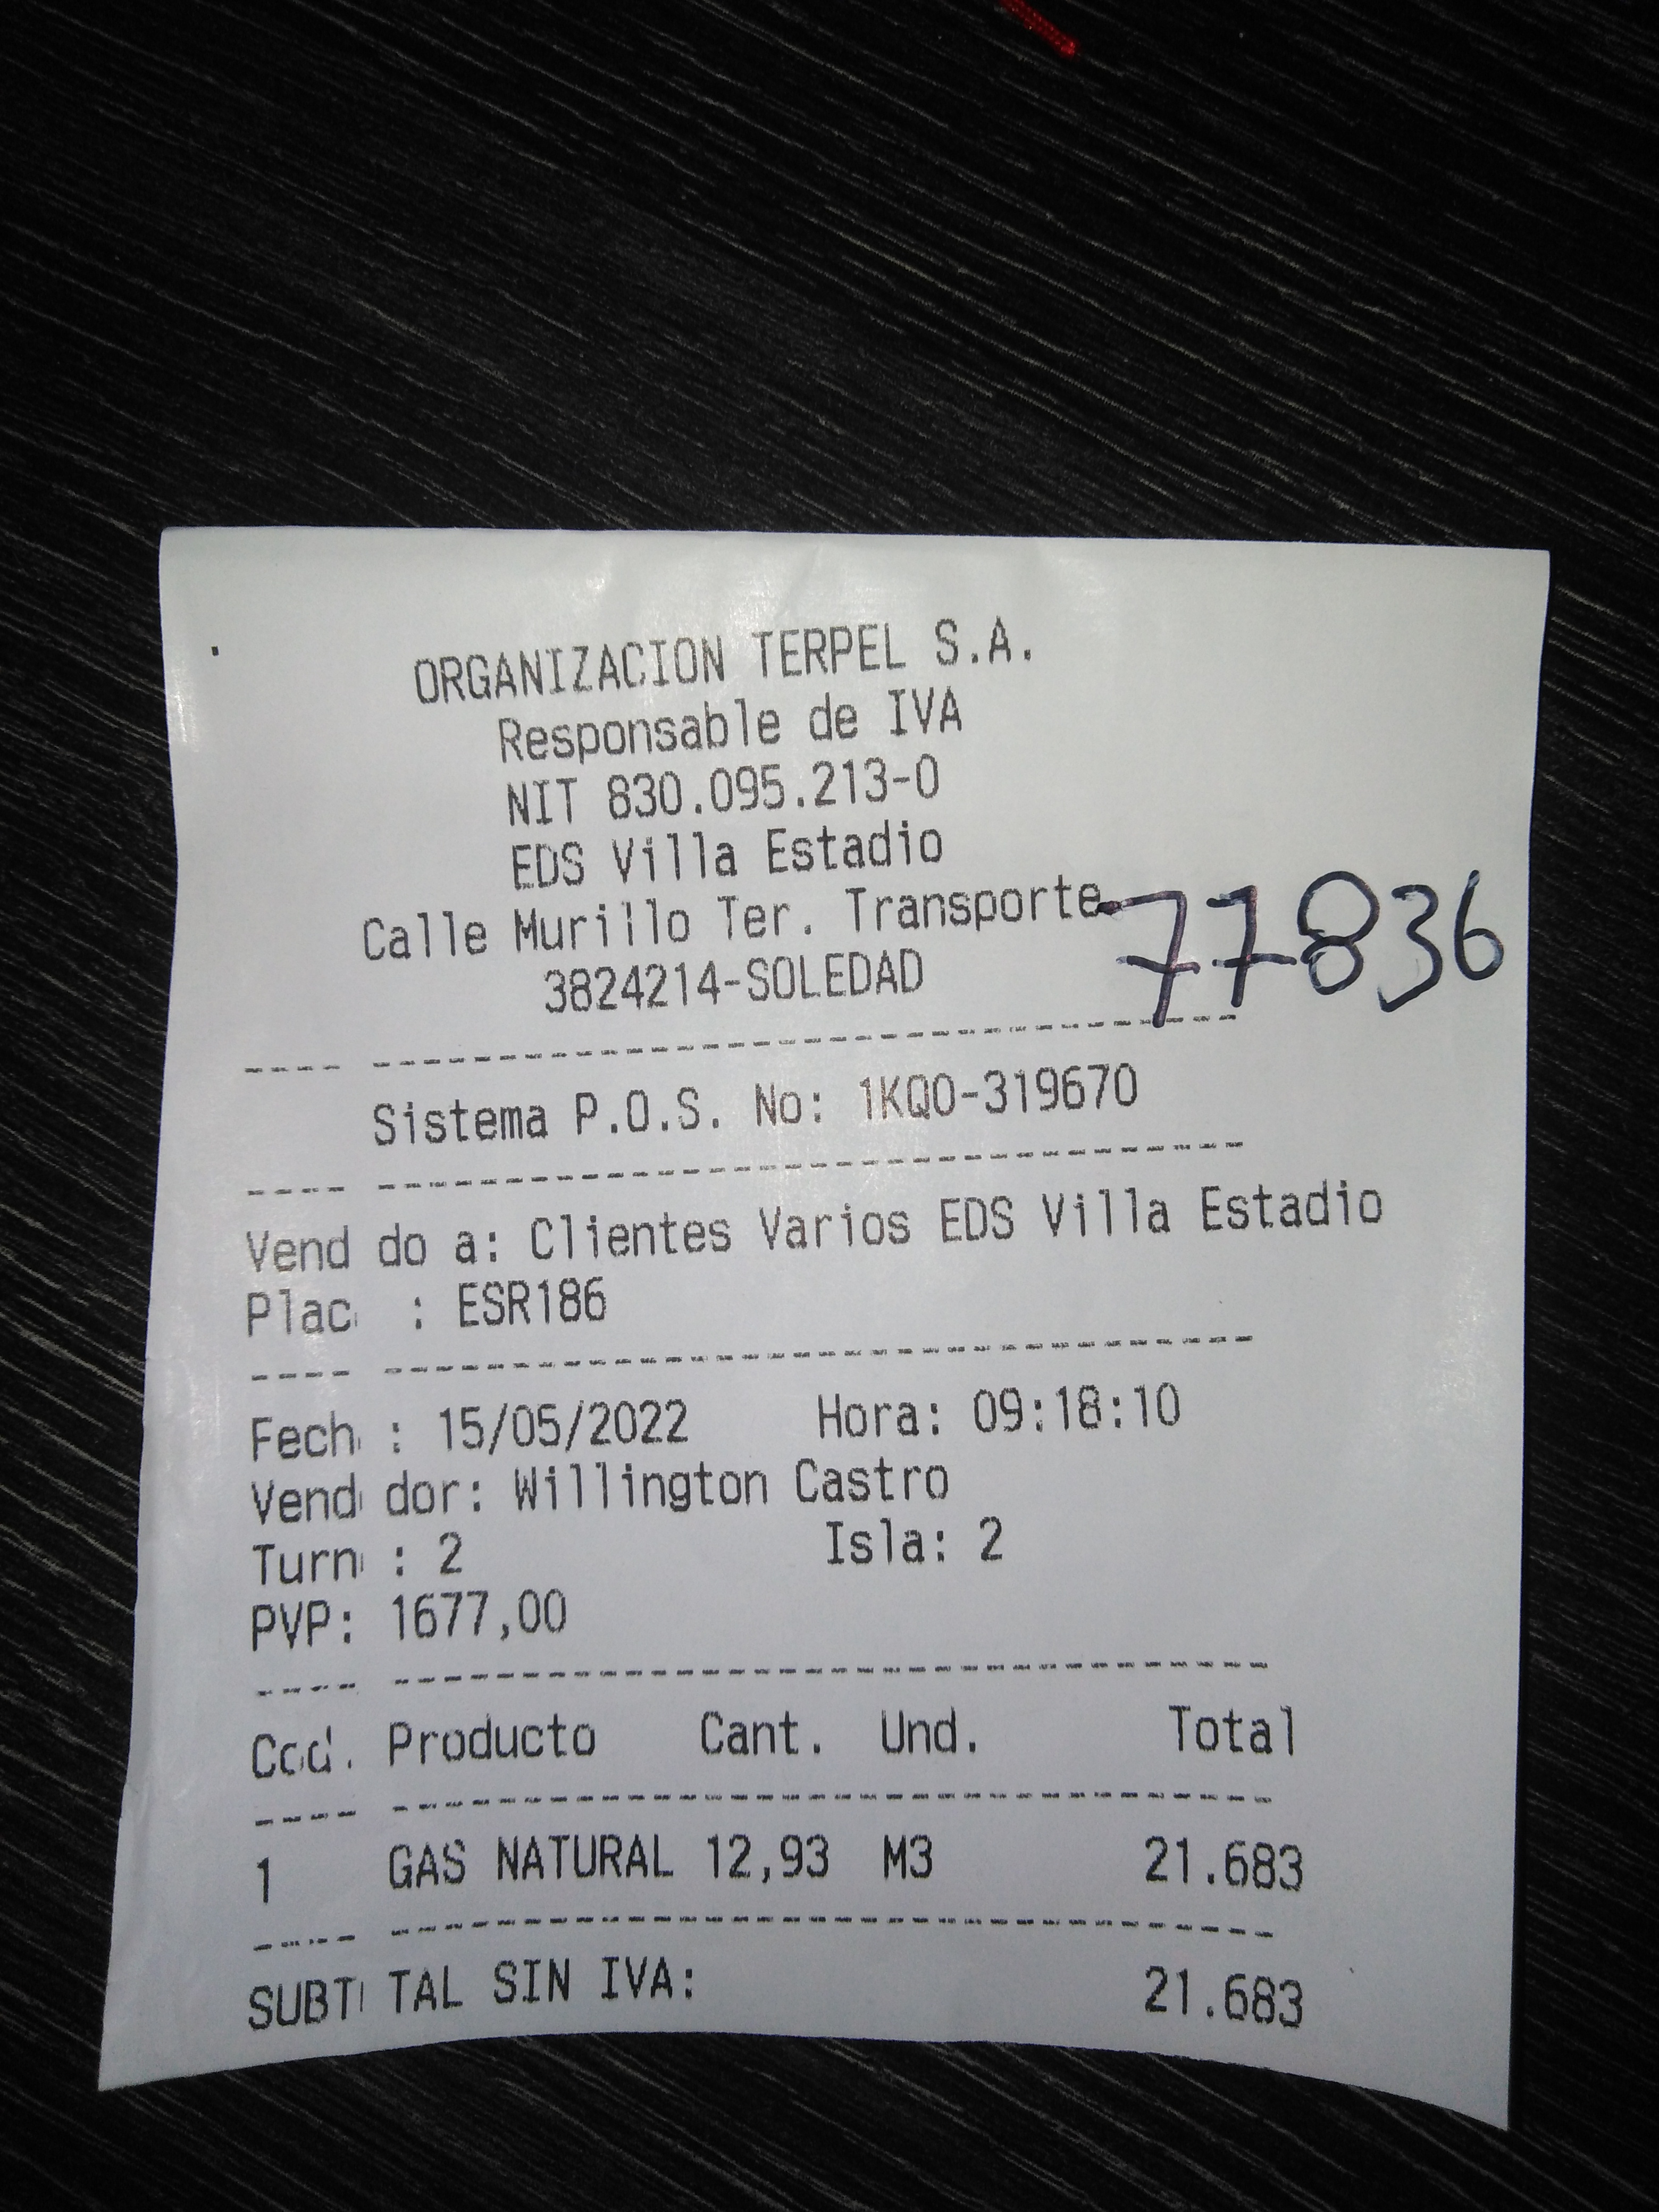 ORGANIZACION TERPEL S.A.
Responsable de IVA
NIT 830.095.213-0
EDS Villa Estadio
Calle Murillo Ter. Transporte
77836
3824214-SOLEDAD
Sistema P.O.S. No: 1KQ0-319670
Vend do a: Clientes Varios EDS Villa Estadio
Plac : ESR186
Fech : 15/05/2022 Hora: 09:18:10
Vend dor: Willington Castro
Turn : 2 Isla: 2
PVP: 1677,00
Cod. Producto Cant. Und. Total
1 GAS NATURAL 12,93 M3 21.683
SUBT TAL SIN IVA: 21.683